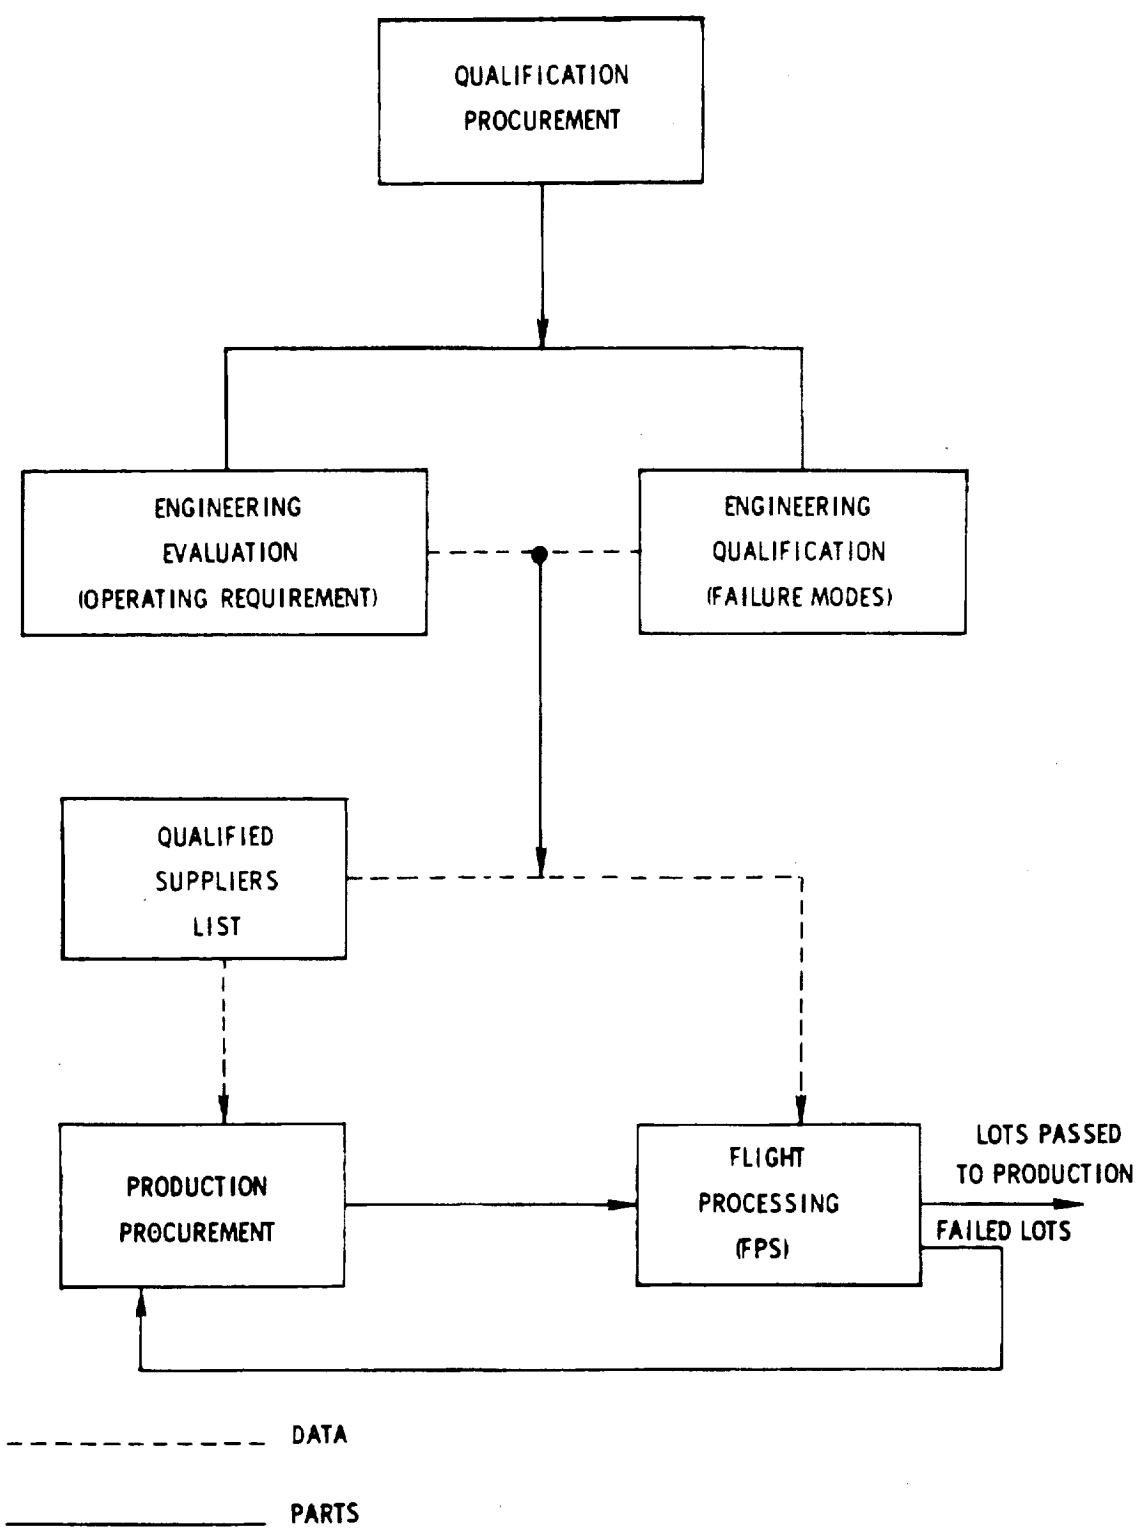 QUALIFICATION
PROCUREMENT
ENGINEERING
EVALUATION
(OPERATING REQUIREMENT)
ENGINEERING
QUALIFICATION
(FAILURE MODES)
QUALIFIED
SUPPLIERS
LIST
PRODUCTION
PROCUREMENT
FLIGHT
PROCESSING
(FPS)
LOTS PASSED
TO PRODUCTION
FAILED LOTS
DATA
PARTS